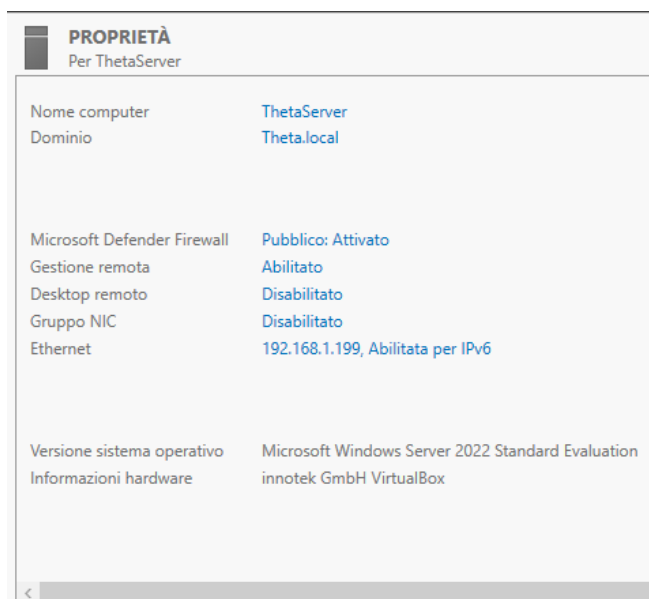 PROPRIETÀ
Per ThetaServer
Nome computer ThetaServer
Dominio Theta.local
Microsoft Defender Firewall Pubblico: Attivato
Gestione remota Abilitato
Desktop remoto Disabilitato
Gruppo NIC Disabilitato
Ethernet 192.168.1.199, Abilitata per IPv6
Versione sistema operativo Microsoft Windows Server 2022 Standard Evaluation
Informazioni hardware innotek GmbH VirtualBox